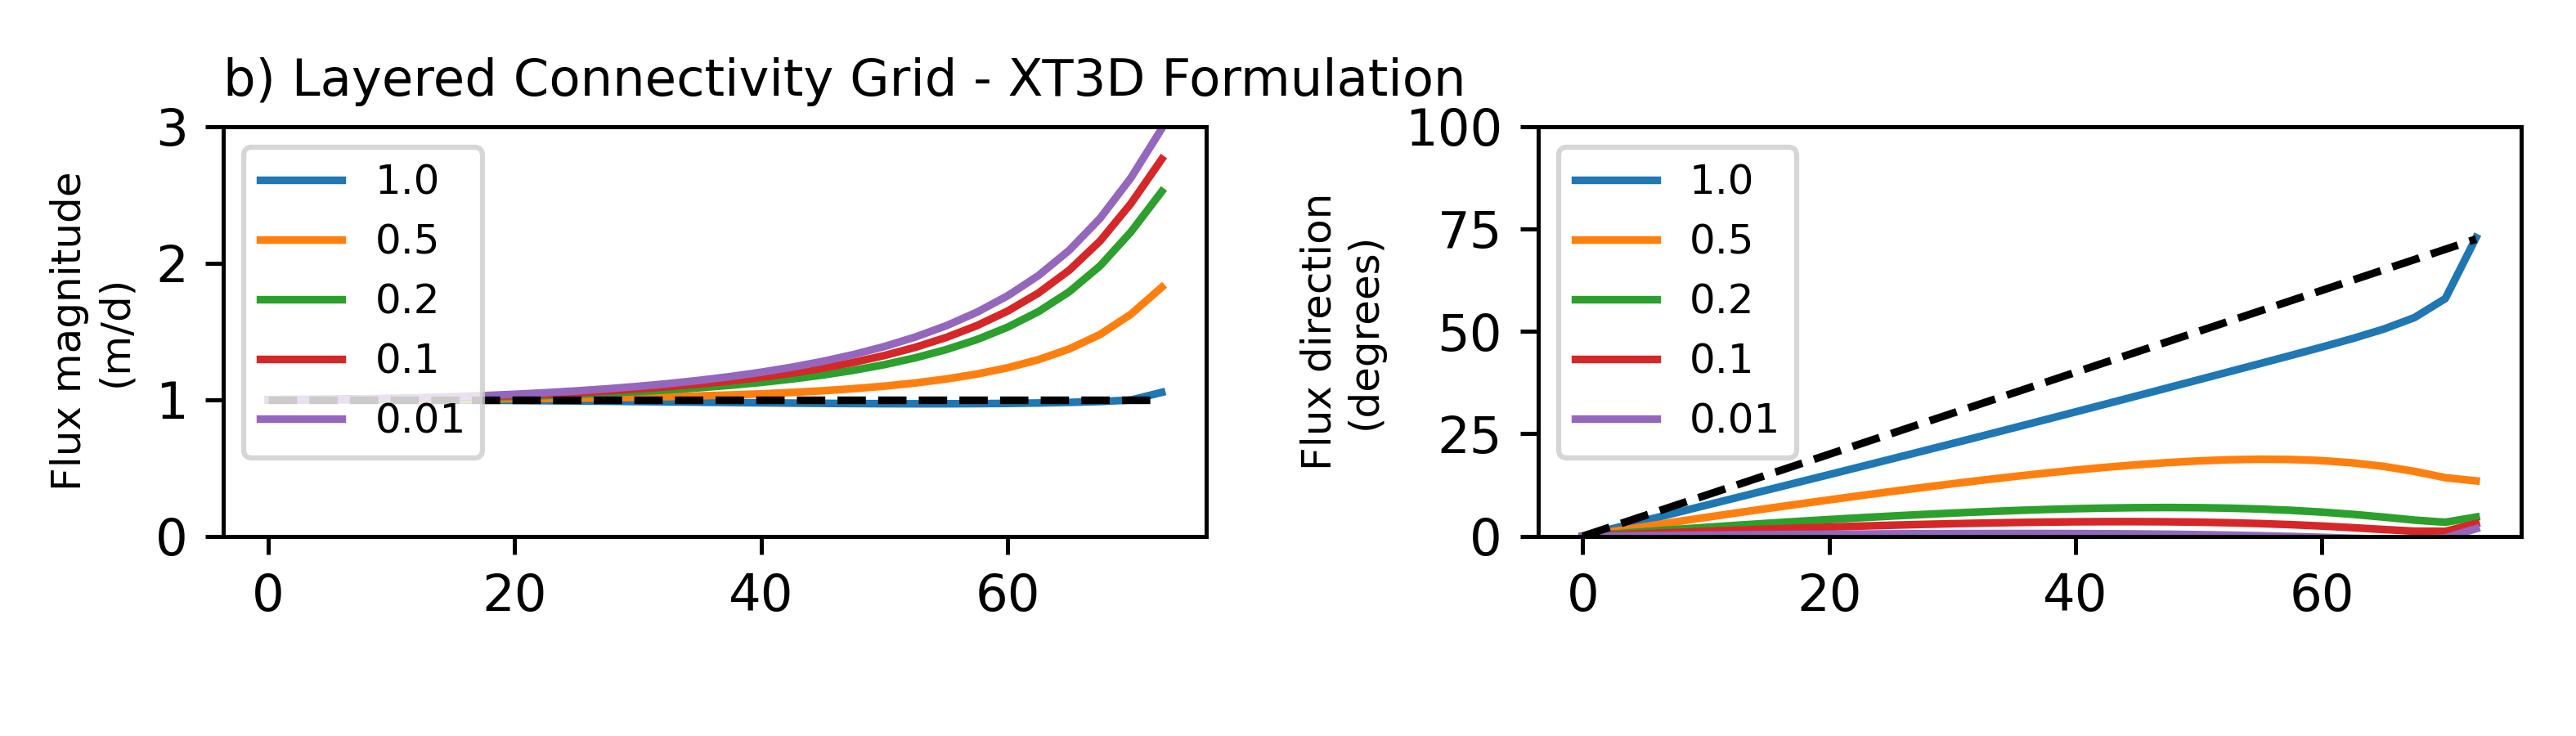 b) Layered Connectivity Grid - XT3D Formulation
Flux magnitude
(m/d)
3
2
1
0
1.0
0.5
0.2
0.1
0.01
0 20 40 60
Flux direction
(degrees)
100
75
50
25
0
1.0
0.5
0.2
0.1
0.01
0 20 40 60